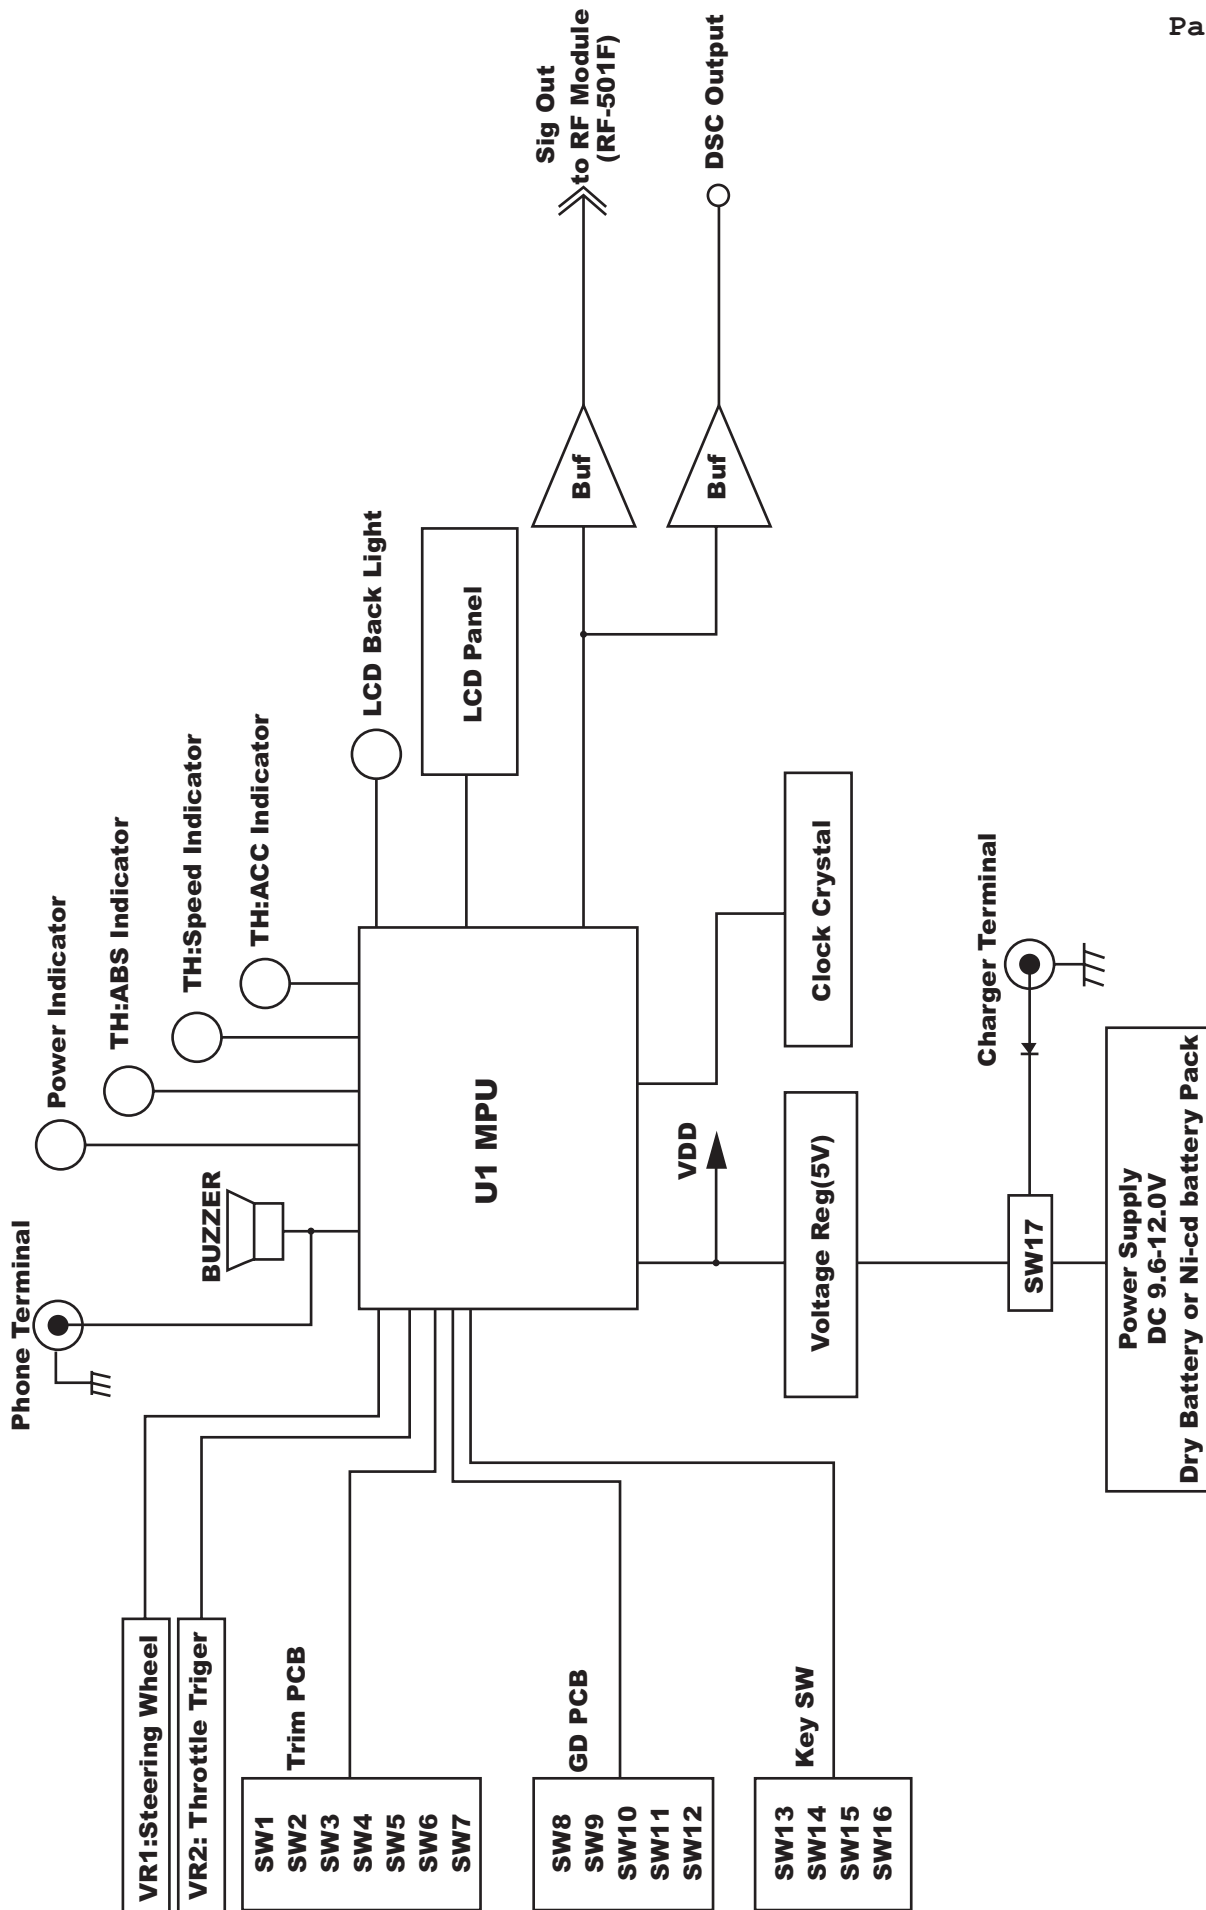 Pa
Phone Terminal
BUZZER
Power Indicator
TH:ABS Indicator
TH:Speed Indicator
TH:ACC Indicator
LCD Back Light
LCD Panel
Sig Out
to RF Module
(RF-501F)
DSC Output
Buf
Buf
U1 MPU
VR1:Steering Wheel
VR2: Throttle Triger
Trim PCB
SW1
SW2
SW3
SW4
SW5
SW6
SW7
GD PCB
SW8
SW9
SW10
SW11
SW12
Key SW
SW13
SW14
SW15
SW16
VDD
Voltage Reg(5V)
Clock Crystal
SW17
Charger Terminal
Power Supply
DC 9.6-12.0V
Dry Battery or Ni-cd battery Pack